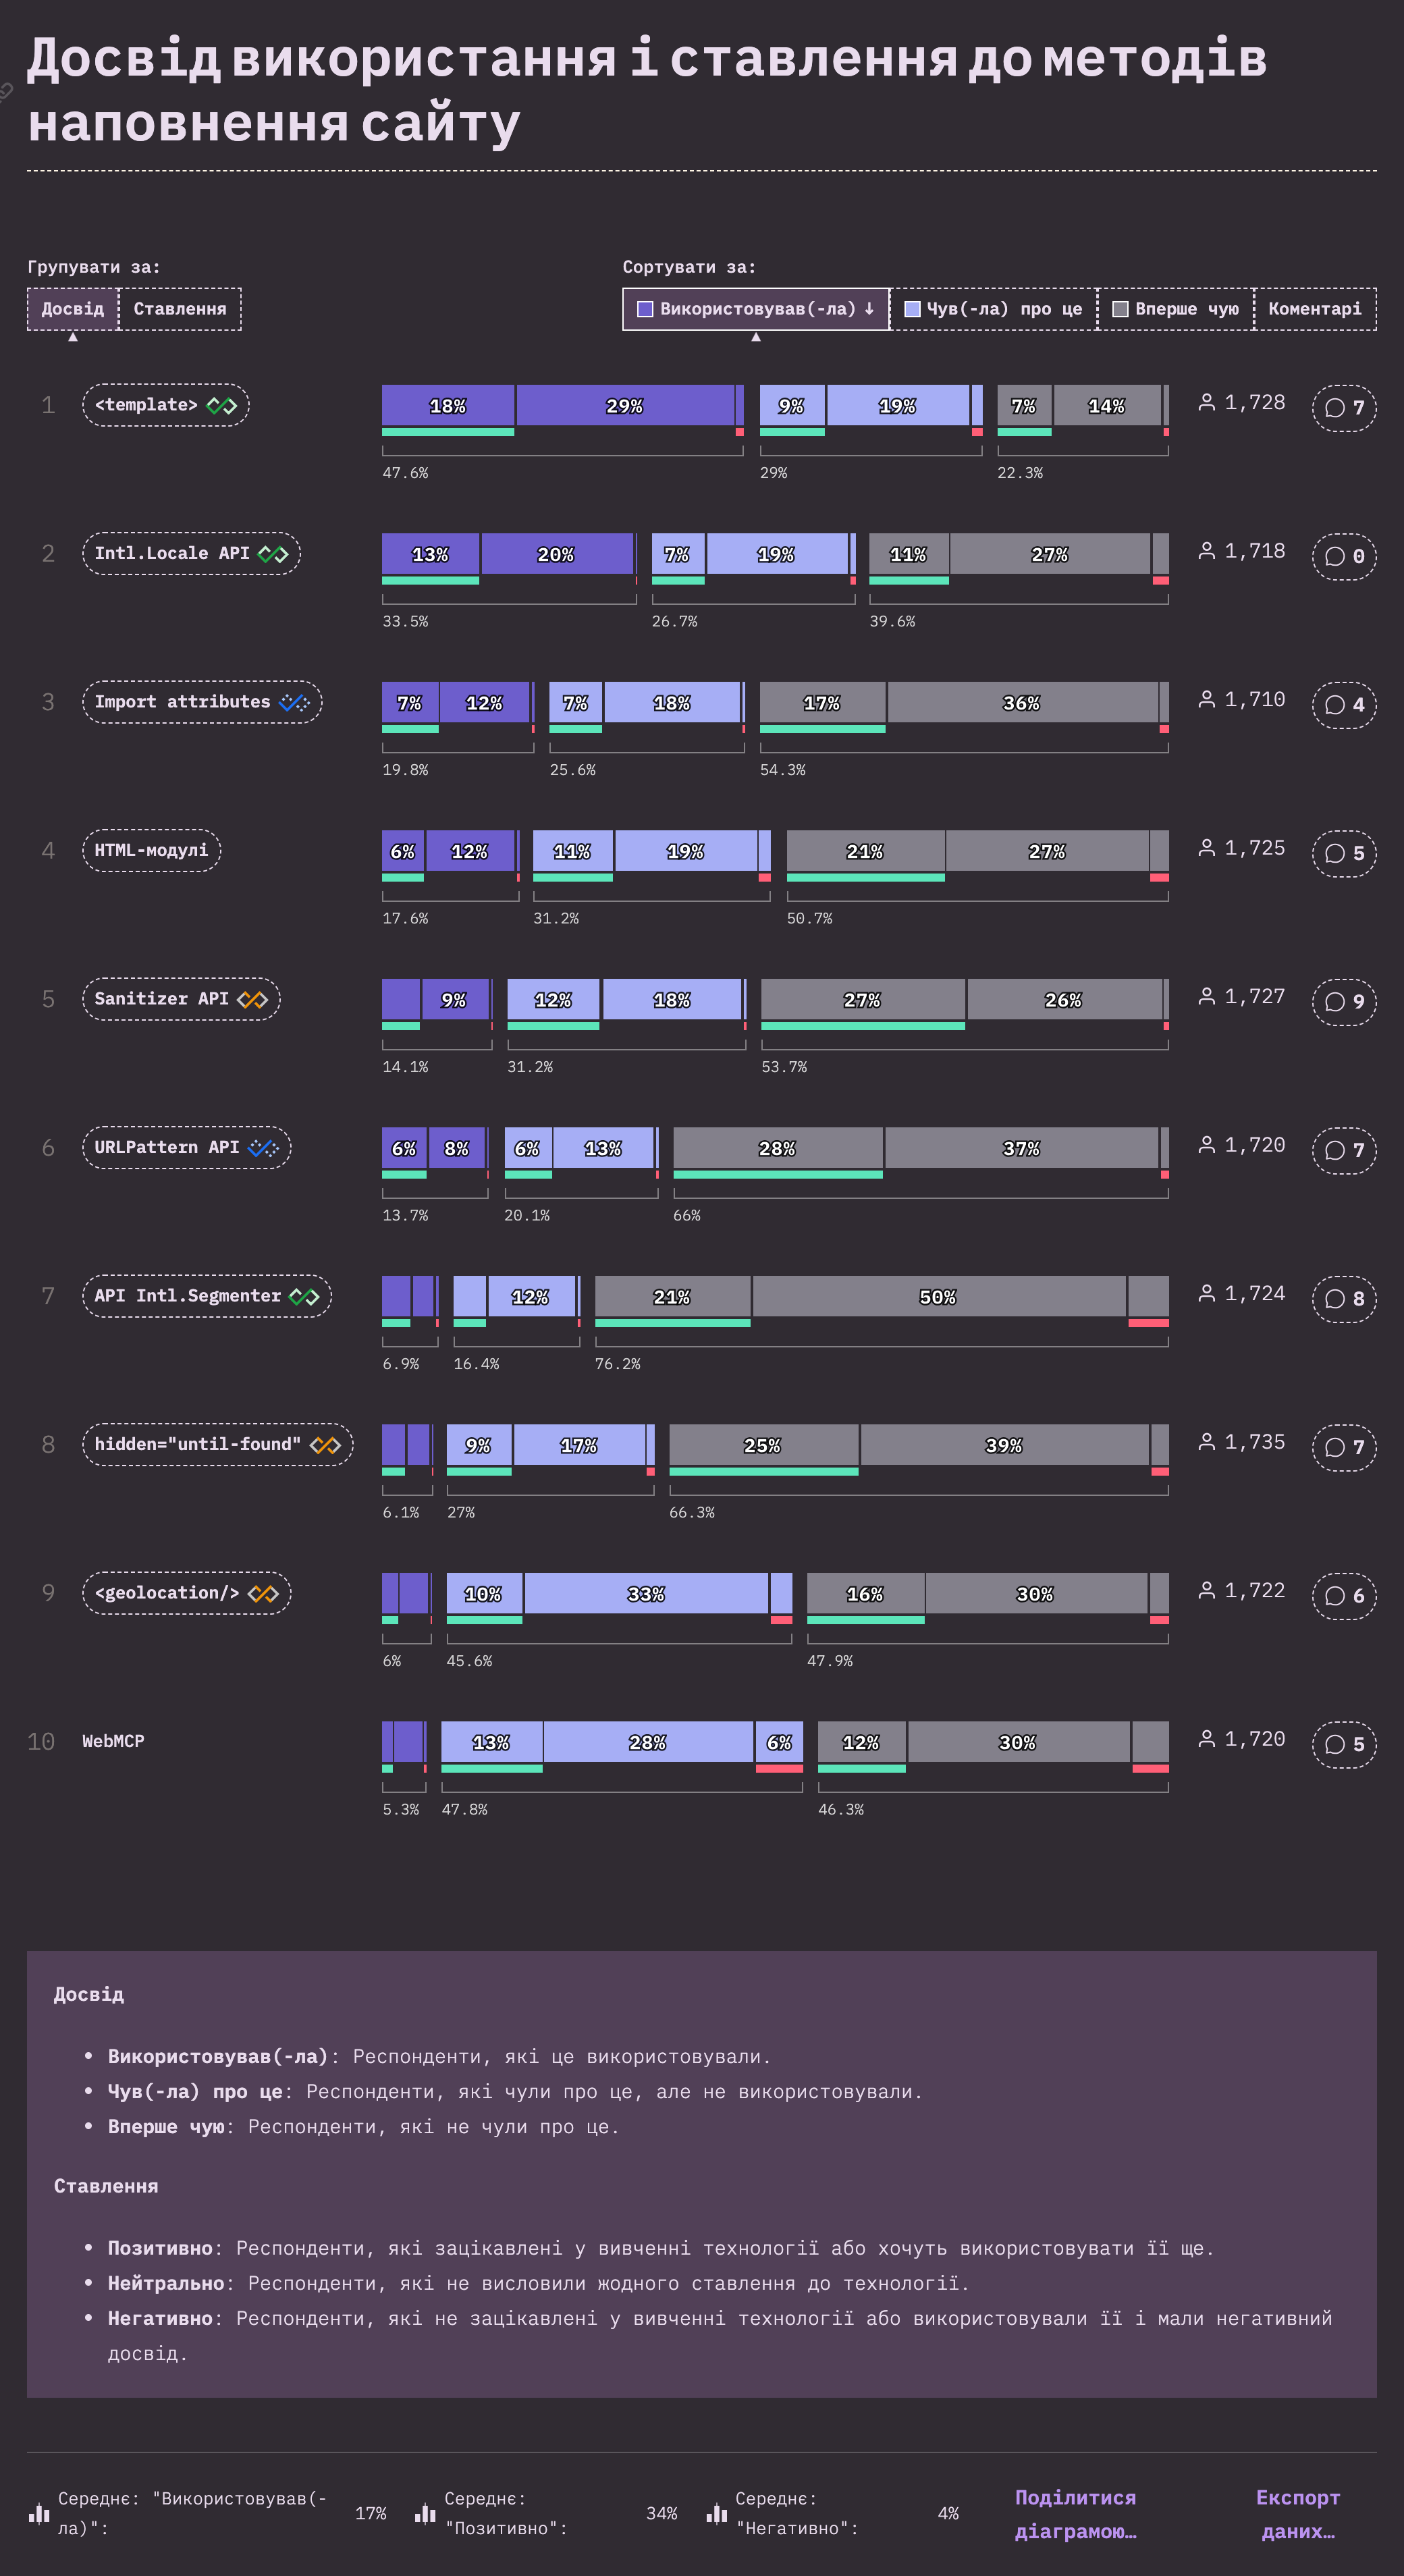 Досвід використання і ставлення до методів
наповнення сайту
Групувати за:
Сортувати за:
Досвід Ставлення
Використовував(-ла) ↓ Чув(-ла) про це Вперше чую Коментарі
1 <template> 18% 29% 9% 19% 7% 14% 1,728 7
47.6% 29% 22.3%
2 Intl.Locale API 13% 20% 7% 19% 11% 27% 1,718 0
33.5% 26.7% 39.6%
3 Import attributes 7% 12% 7% 18% 17% 36% 1,710 4
19.8% 25.6% 54.3%
4 HTML-модулі 6% 12% 11% 19% 21% 27% 1,725 5
17.6% 31.2% 50.7%
5 Sanitizer API 9% 12% 18% 27% 26% 1,727 9
14.1% 31.2% 53.7%
6 URLPattern API 6% 8% 6% 13% 28% 37% 1,720 7
13.7% 20.1% 66%
7 API Intl.Segmenter 12% 21% 50% 1,724 8
6.9% 16.4% 76.2%
8 hidden="until-found" 9% 17% 25% 39% 1,735 7
6.1% 27% 66.3%
9 <geolocation/> 10% 33% 16% 30% 1,722 6
6% 45.6% 47.9%
10 WebMCP 13% 28% 6% 12% 30% 1,720 5
5.3% 47.8% 46.3%
Досвід
• Використовував(-ла): Респонденти, які це використовували.
• Чув(-ла) про це: Респонденти, які чули про це, але не використовували.
• Вперше чую: Респонденти, які не чули про це.
Ставлення
• Позитивно: Респонденти, які зацікавлені у вивченні технології або хочуть використовувати її ще.
• Нейтрально: Респонденти, які не висловили жодного ставлення до технології.
• Негативно: Респонденти, які не зацікавлені у вивченні технології або використовували її і мали негативний
досвід.
Середнє: "Використовував(-
ла)": 17%
Середнє:
"Позитивно": 34%
Середнє:
"Негативно": 4%
Поділитися
діаграмою…
Експорт
даних…